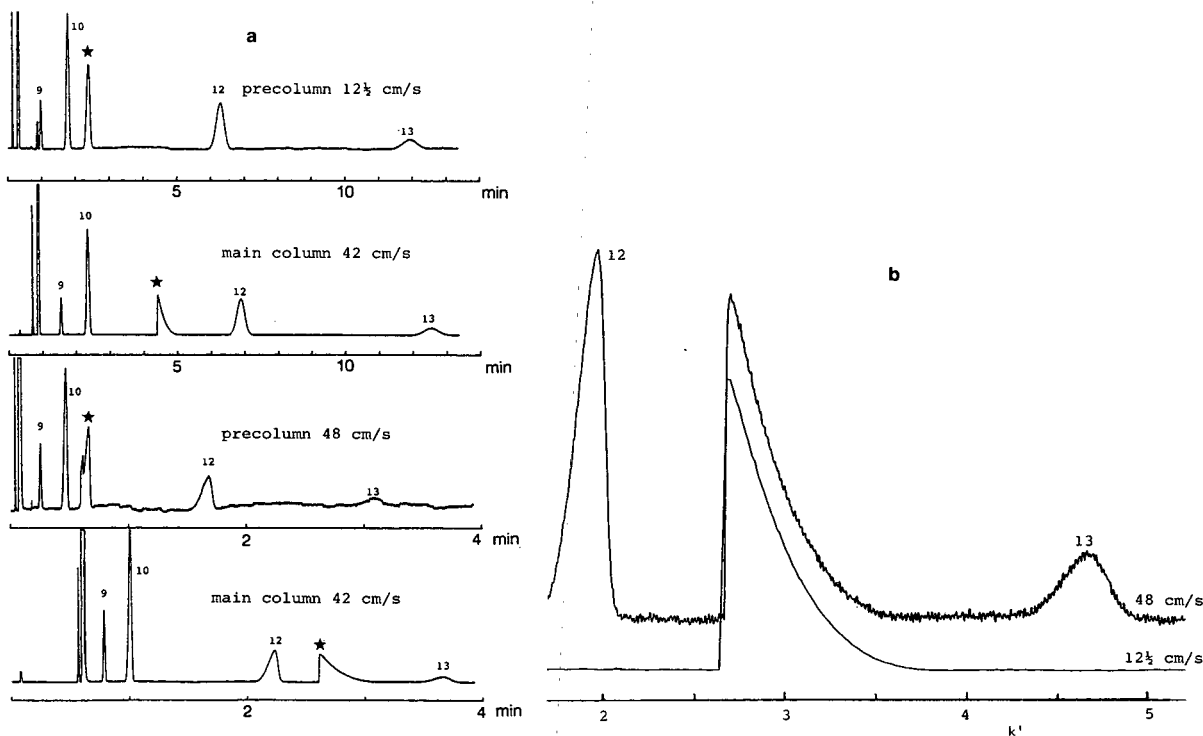 a
9
10
★
12
13
precolumn 12½ cm/s
5 10 min
9
10
★
12
13
main column 42 cm/s
5 10 min
9
10
★
12
13
precolumn 48 cm/s
2 4 min
9
10
12
★
13
main column 42 cm/s
2 4 min
b
12
13
48 cm/s
12½ cm/s
2 3 4 5
k'